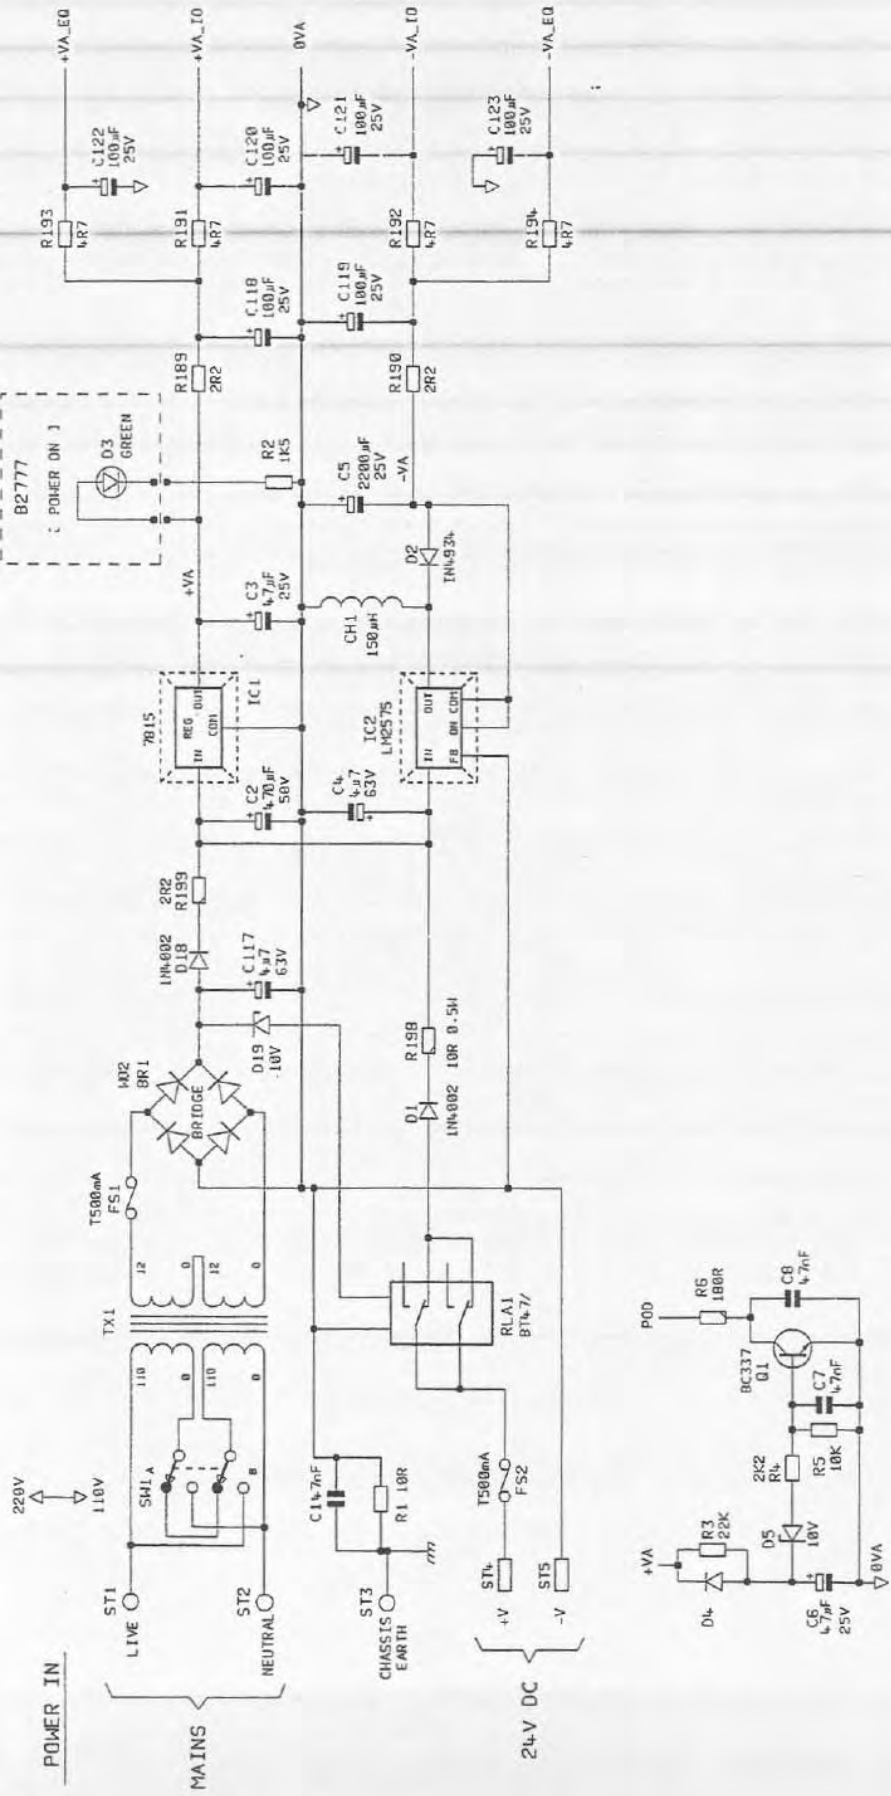 POWER IN
MAINS
LIVE
ST1
NEUTRAL
ST2
220V
110V
SW1
A
B
110
0
110
0
TX1
12
0
12
0
T500mA
FS1
W02
BR1
BRIDGE
1N4002
D18
2R2
R199
D19
10V
C117
4µ7
63V
C2
470µF
50V
7815
REG
IN
OUT
COM
IC1
+VA
C3
47µF
25V
B2777
[ POWER ON ]
D3
GREEN
R2
1K5
R189
2R2
C118
100µF
25V
R193
4R7
R191
4R7
C122
100µF
25V
C120
100µF
25V
+VA_EQ
+VA_IO
0VA
-VA_IO
-VA_EQ
C121
100µF
25V
C123
100µF
25V
R192
4R7
R194
4R7
C119
100µF
25V
R190
2R2
C5
2200µF
25V
-VA
D2
1N4934
CH1
150µH
IC2
LM2575
IN
OUT
FB
ON
COM
C4
4µ7
63V
R198
10R 0.5W
D1
1N4002
RLA1
BT47/
CHASSIS
EARTH
ST3
C1 47nF
R1 10R
24V DC
+V
ST4
-V
ST5
T500mA
FS2
+VA
D4
R3
22K
C6
47µF
25V
0VA
D5
10V
2K2
R4
R5
10K
C7
47nF
BC337
Q1
POD
R6
180R
C8
47nF